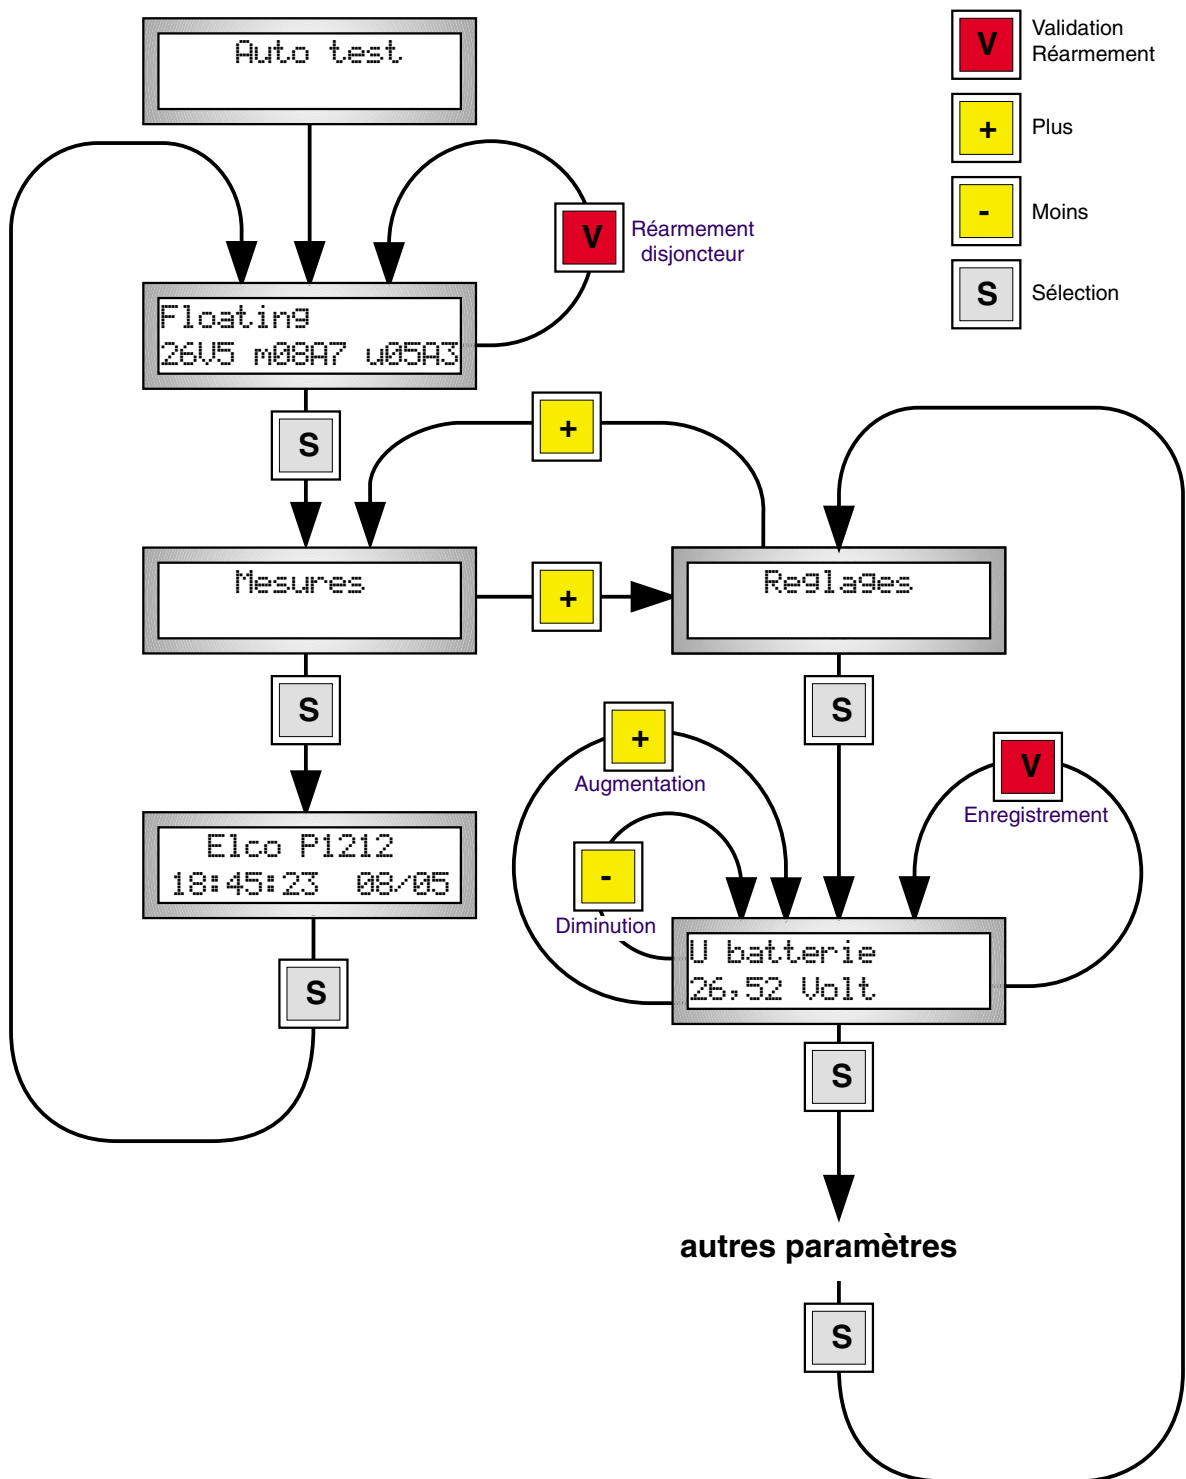 Auto test
V
Validation
Réarmement
+
Plus
-
Moins
S
Sélection
V
Réarmement
disjoncteur
Floating
26V5 m08A7 u05A3
S
+
Mesures
+
Reglages
S
S
+
Augmentation
V
Enregistrement
-
Diminution
Elco P1212
18:45:23 08/05
S
U batterie
26,52 Volt
S
autres paramètres
S